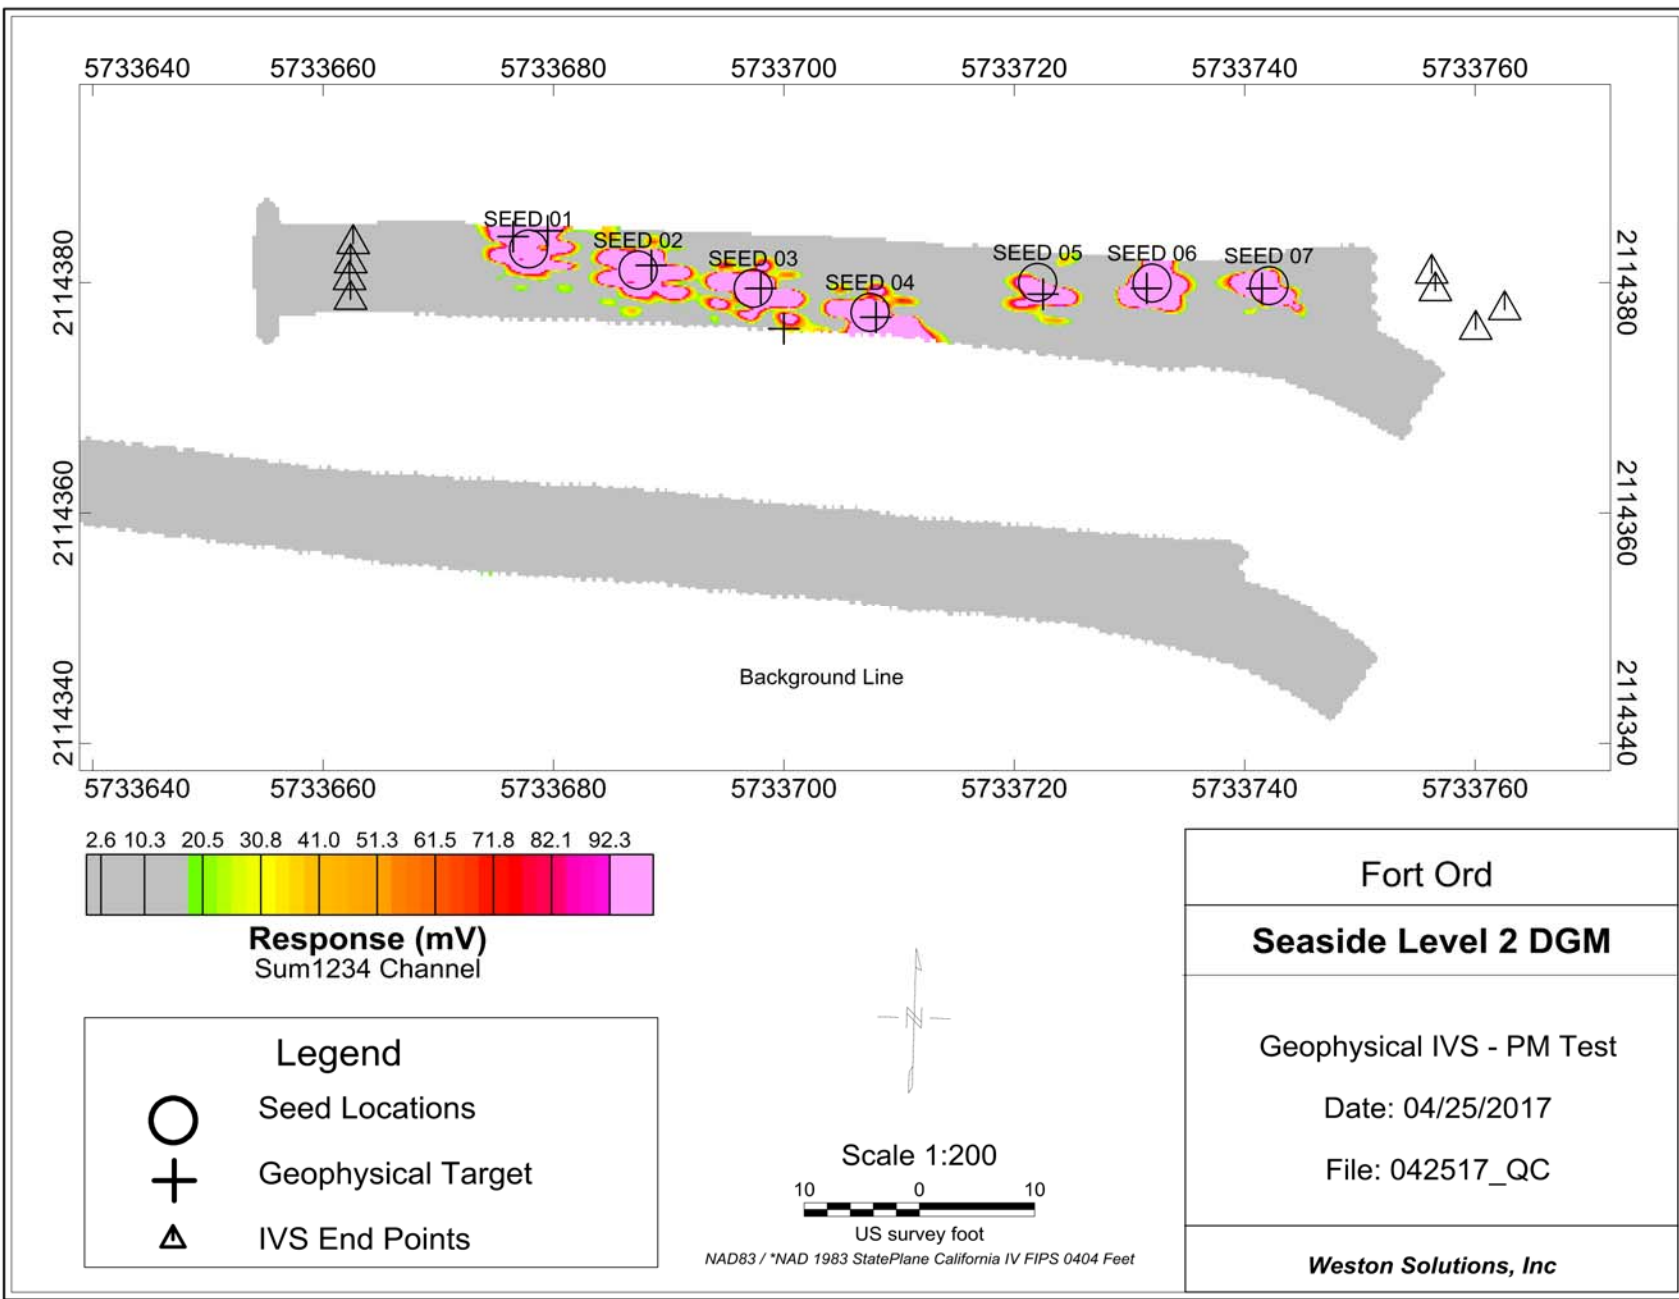 5733640 5733660 5733680 5733700 5733720 5733740 5733760
2114380 2114380
SEED 01
SEED 02
SEED 03
SEED 04
SEED 05
SEED 06
SEED 07
2114360 2114360
Background Line
2114340 2114340
5733640 5733660 5733680 5733700 5733720 5733740 5733760
2.6 10.3 20.5 30.8 41.0 51.3 61.5 71.8 82.1 92.3
Response (mV)
Sum1234 Channel
Legend
Seed Locations
Geophysical Target
IVS End Points
N
Scale 1:200
10 0 10
US survey foot
NAD83 / *NAD 1983 StatePlane California IV FIPS 0404 Feet
Fort Ord
Seaside Level 2 DGM
Geophysical IVS - PM Test
Date: 04/25/2017
File: 042517_QC
Weston Solutions, Inc